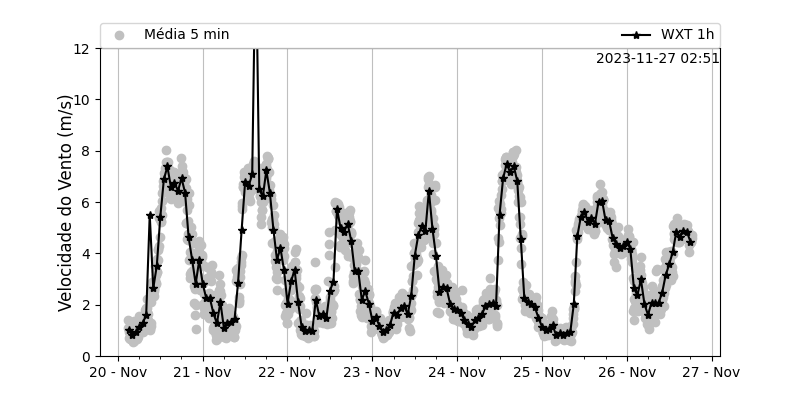 Média 5 min
WXT 1h
2023-11-27 02:51
Velocidade do Vento (m/s)
12
10
8
6
4
2
0
20 - Nov
21 - Nov
22 - Nov
23 - Nov
24 - Nov
25 - Nov
26 - Nov
27 - Nov